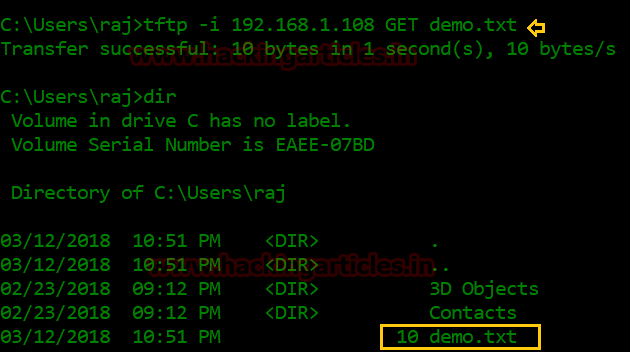 C:\Users\raj>tftp -i 192.168.1.108 GET demo.txt
Transfer successful: 10 bytes in 1 second(s), 10 bytes/s
www.hackingarticles.in
C:\Users\raj>dir
 Volume in drive C has no label.
 Volume Serial Number is EAEE-07BD
 Directory of C:\Users\raj
03/12/2018  10:51 PM    <DIR>          .
03/12/2018  10:51 PM    <DIR>          ..
www.hackingarticles.in
02/23/2018  09:12 PM    <DIR>          3D Objects
02/23/2018  09:12 PM    <DIR>          Contacts
03/12/2018  10:51 PM                10 demo.txt